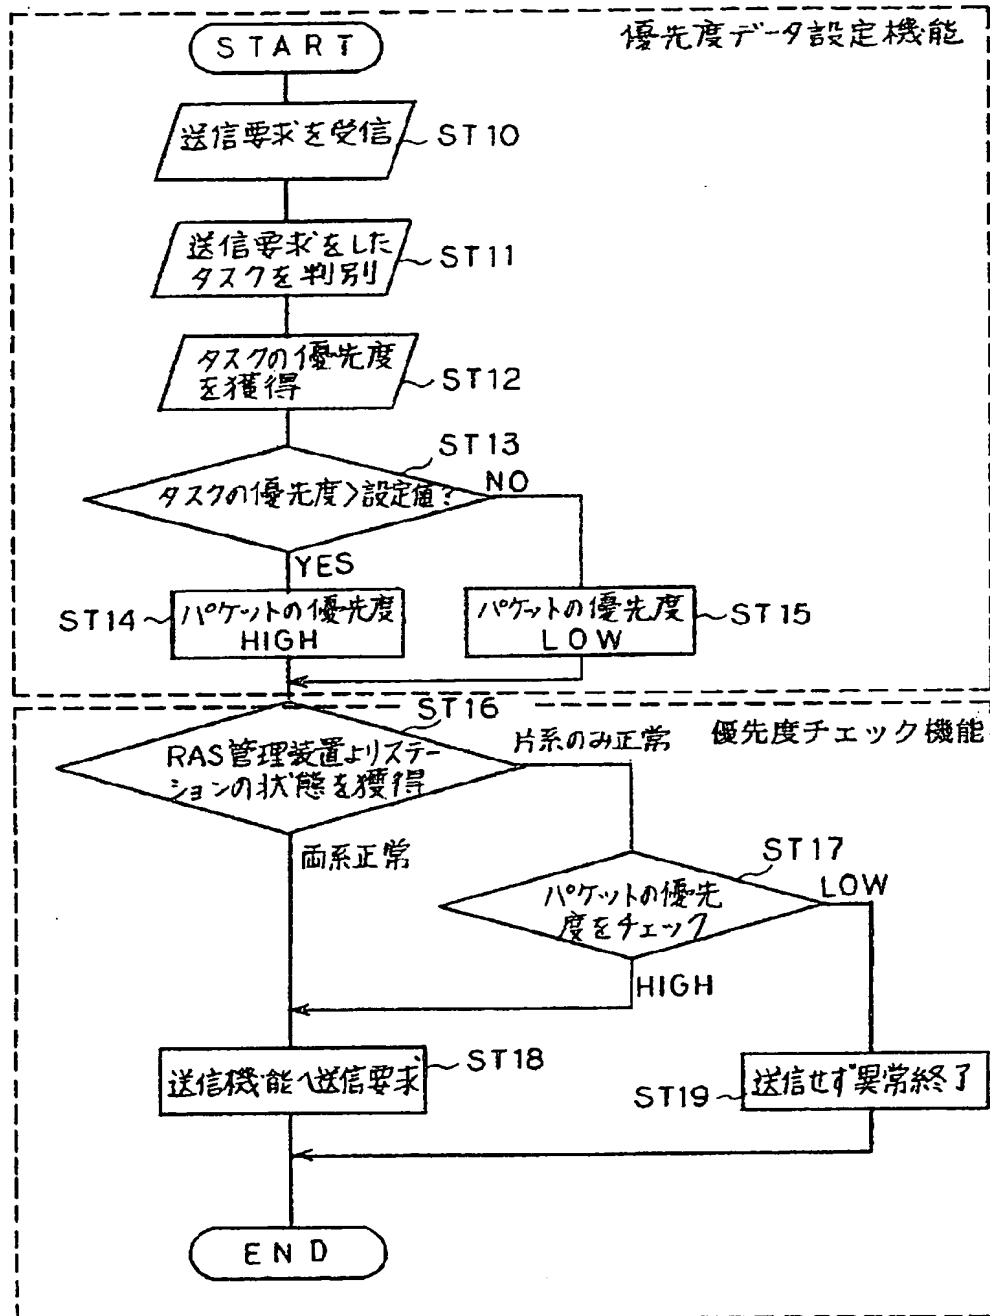 優先度データ設定機能
START
送信要求を受信
ST10
送信要求をした
タスクを判別
ST11
タスクの優先度
を獲得
ST12
ST13
タスクの優先度>設定値?
NO
YES
ST14
パケットの優先度
HIGH
パケットの優先度
LOW
ST15
ST16
優先度チェック機能
RAS管理装置よりステー
ションの状態を獲得
片系のみ正常
両系正常
ST17
パケットの優先
度をチェック
LOW
HIGH
送信機能へ送信要求
ST18
ST19
送信せず異常終了
END